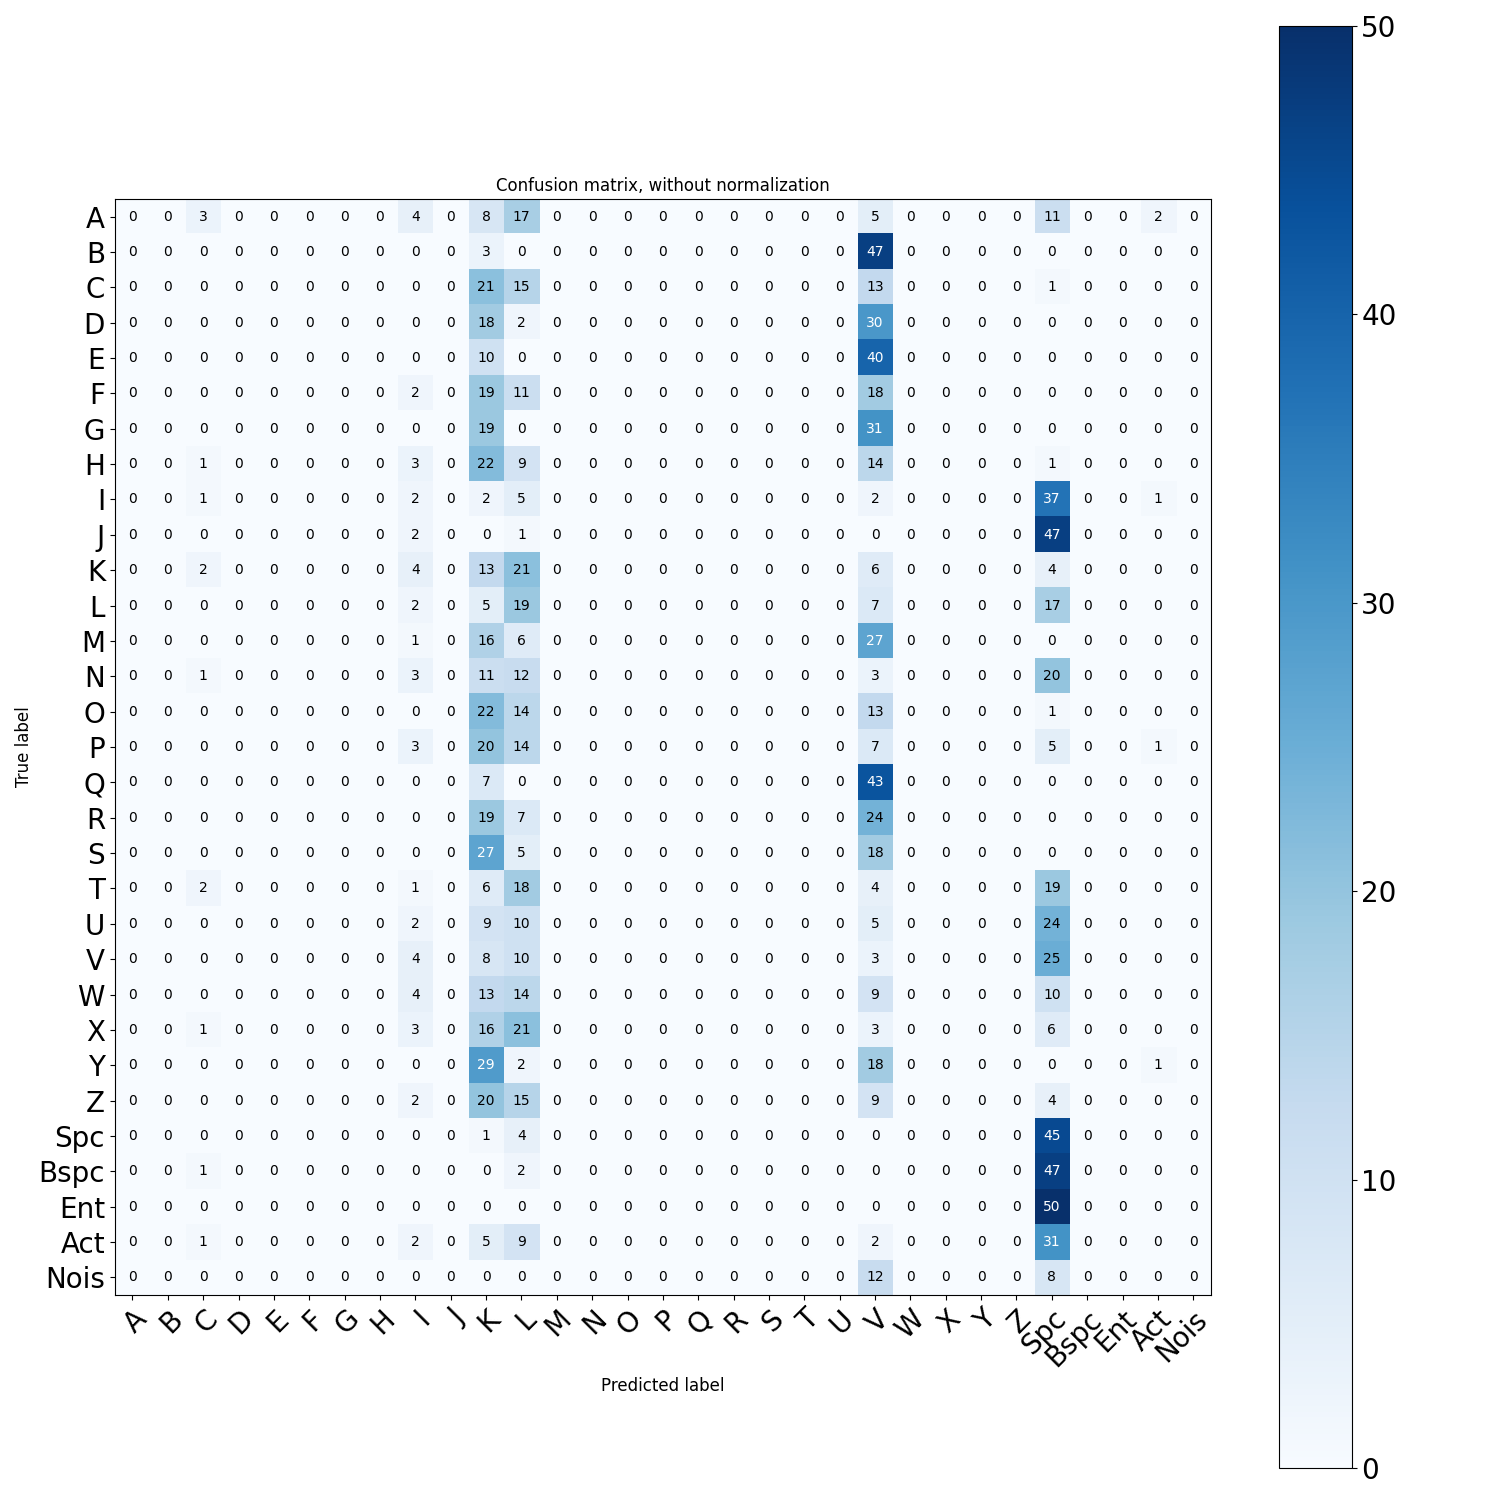 Confusion matrix, without normalization
A 0 0 3 0 0 0 0 0 4 0 8 17 0 0 0 0 0 0 0 0 0 5 0 0 0 0 11 0 0 2 0
B 0 0 0 0 0 0 0 0 0 0 3 0 0 0 0 0 0 0 0 0 0 47 0 0 0 0 0 0 0 0 0
C 0 0 0 0 0 0 0 0 0 0 21 15 0 0 0 0 0 0 0 0 0 13 0 0 0 0 1 0 0 0 0
D 0 0 0 0 0 0 0 0 0 0 18 2 0 0 0 0 0 0 0 0 0 30 0 0 0 0 0 0 0 0 0
E 0 0 0 0 0 0 0 0 0 0 10 0 0 0 0 0 0 0 0 0 0 40 0 0 0 0 0 0 0 0 0
F 0 0 0 0 0 0 0 0 2 0 19 11 0 0 0 0 0 0 0 0 0 18 0 0 0 0 0 0 0 0 0
G 0 0 0 0 0 0 0 0 0 0 19 0 0 0 0 0 0 0 0 0 0 31 0 0 0 0 0 0 0 0 0
H 0 0 1 0 0 0 0 0 3 0 22 9 0 0 0 0 0 0 0 0 0 14 0 0 0 0 1 0 0 0 0
I 0 0 1 0 0 0 0 0 2 0 2 5 0 0 0 0 0 0 0 0 0 2 0 0 0 0 37 0 0 1 0
J 0 0 0 0 0 0 0 0 2 0 0 1 0 0 0 0 0 0 0 0 0 0 0 0 0 0 47 0 0 0 0
K 0 0 2 0 0 0 0 0 4 0 13 21 0 0 0 0 0 0 0 0 0 6 0 0 0 0 4 0 0 0 0
L 0 0 0 0 0 0 0 0 2 0 5 19 0 0 0 0 0 0 0 0 0 7 0 0 0 0 17 0 0 0 0
M 0 0 0 0 0 0 0 0 1 0 16 6 0 0 0 0 0 0 0 0 0 27 0 0 0 0 0 0 0 0 0
N 0 0 1 0 0 0 0 0 3 0 11 12 0 0 0 0 0 0 0 0 0 3 0 0 0 0 20 0 0 0 0
O 0 0 0 0 0 0 0 0 0 0 22 14 0 0 0 0 0 0 0 0 0 13 0 0 0 0 1 0 0 0 0
P 0 0 0 0 0 0 0 0 3 0 20 14 0 0 0 0 0 0 0 0 0 7 0 0 0 0 5 0 0 1 0
Q 0 0 0 0 0 0 0 0 0 0 7 0 0 0 0 0 0 0 0 0 0 43 0 0 0 0 0 0 0 0 0
R 0 0 0 0 0 0 0 0 0 0 19 7 0 0 0 0 0 0 0 0 0 24 0 0 0 0 0 0 0 0 0
S 0 0 0 0 0 0 0 0 0 0 27 5 0 0 0 0 0 0 0 0 0 18 0 0 0 0 0 0 0 0 0
T 0 0 2 0 0 0 0 0 1 0 6 18 0 0 0 0 0 0 0 0 0 4 0 0 0 0 19 0 0 0 0
U 0 0 0 0 0 0 0 0 2 0 9 10 0 0 0 0 0 0 0 0 0 5 0 0 0 0 24 0 0 0 0
V 0 0 0 0 0 0 0 0 4 0 8 10 0 0 0 0 0 0 0 0 0 3 0 0 0 0 25 0 0 0 0
W 0 0 0 0 0 0 0 0 4 0 13 14 0 0 0 0 0 0 0 0 0 9 0 0 0 0 10 0 0 0 0
X 0 0 1 0 0 0 0 0 3 0 16 21 0 0 0 0 0 0 0 0 0 3 0 0 0 0 6 0 0 0 0
Y 0 0 0 0 0 0 0 0 0 0 29 2 0 0 0 0 0 0 0 0 0 18 0 0 0 0 0 0 0 1 0
Z 0 0 0 0 0 0 0 0 2 0 20 15 0 0 0 0 0 0 0 0 0 9 0 0 0 0 4 0 0 0 0
Spc 0 0 0 0 0 0 0 0 0 0 1 4 0 0 0 0 0 0 0 0 0 0 0 0 0 0 45 0 0 0 0
Bspc 0 0 1 0 0 0 0 0 0 0 0 2 0 0 0 0 0 0 0 0 0 0 0 0 0 0 47 0 0 0 0
Ent 0 0 0 0 0 0 0 0 0 0 0 0 0 0 0 0 0 0 0 0 0 0 0 0 0 0 50 0 0 0 0
Act 0 0 1 0 0 0 0 0 2 0 5 9 0 0 0 0 0 0 0 0 0 2 0 0 0 0 31 0 0 0 0
Nois 0 0 0 0 0 0 0 0 0 0 0 0 0 0 0 0 0 0 0 0 0 12 0 0 0 0 8 0 0 0 0
A B C D E F G H I J K L M N O P Q R S T U V W X Y Z Spc Bspc Ent Act Nois
Predicted label
True label
50
40
30
20
10
0